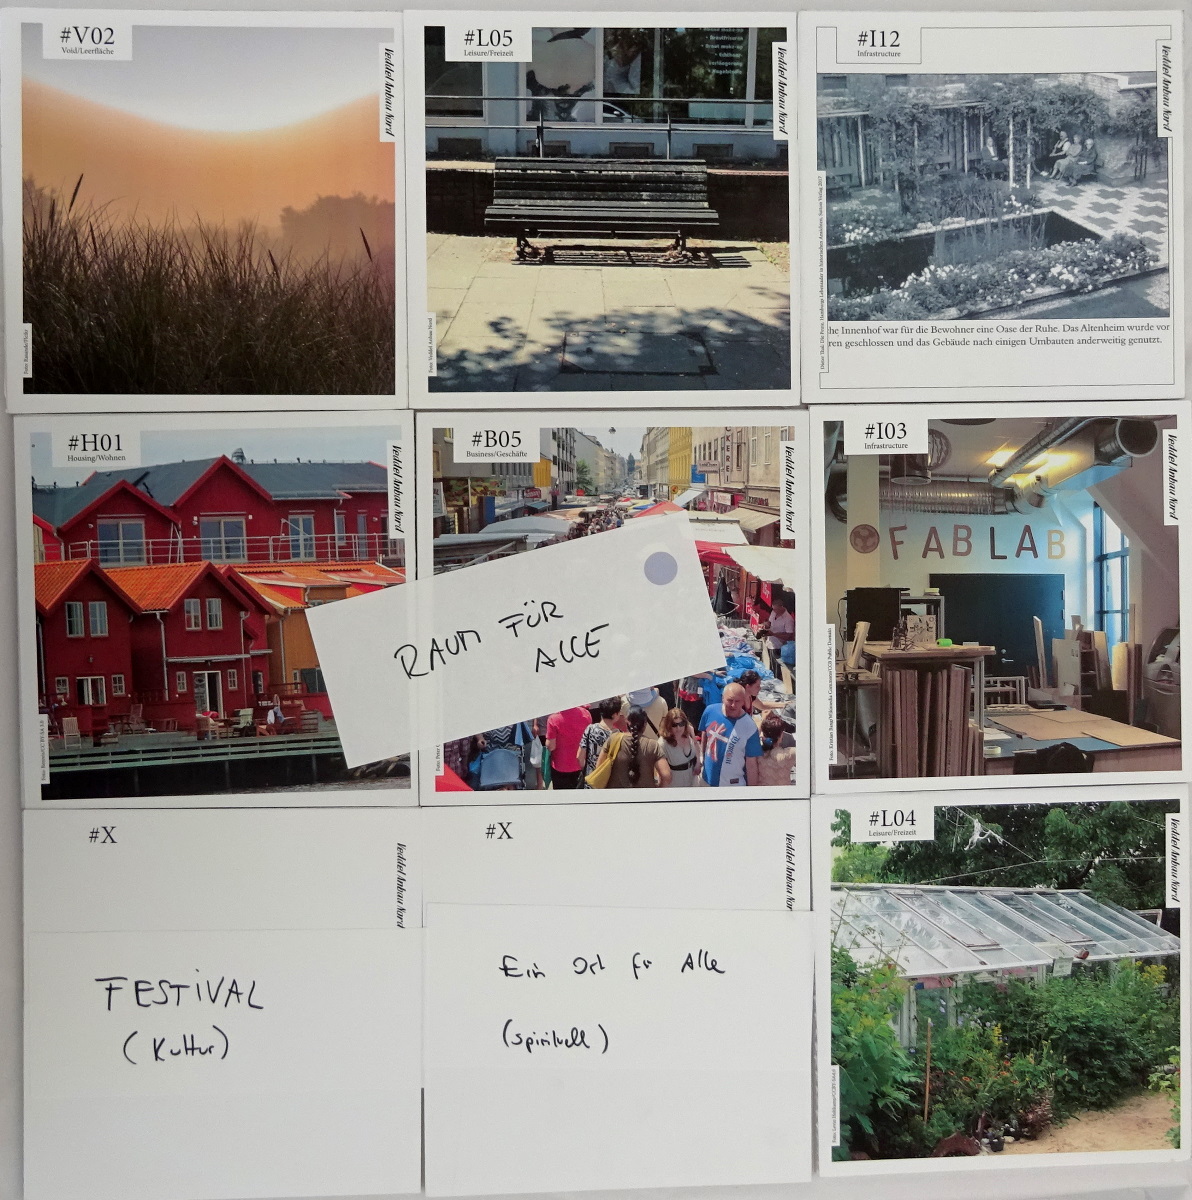 #V02
Void/Leerfläche
Veddel Anbau Nord
#L05
Leisure/Freizeit
Veddel Anbau Nord
Foto: Veddel Anbau Nord
#I12
Infrastructure
Veddel Anbau Nord
he Innenhof war für die Bewohner eine Oase der Ruhe. Das Altenheim wurde vor
ren geschlossen und das Gebäude nach einigen Umbauten anderweitig genutzt.
#H01
Housing/Wohnen
Veddel Anbau Nord
#B05
Business/Geschäfte
Veddel Anbau Nord
RAUM FÜR
ALLE
#I03
Infrastructure
Veddel Anbau Nord
FABLAB
#X
Veddel Anbau Nord
FESTIVAL
(Kultur)
#X
Veddel Anbau Nord
Ein Ort für Alle
(spirituell)
#L04
Leisure/Freizeit
Veddel Anbau Nord